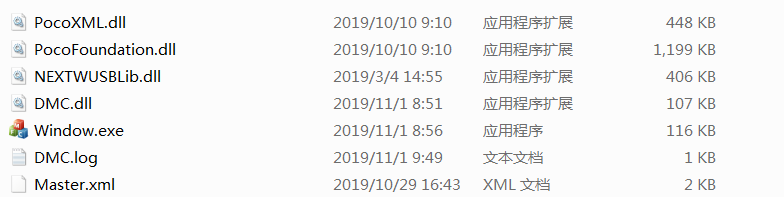 PocoXML.dll 2019/10/10 9:10 应用程序扩展 448 KB
PocoFoundation.dll 2019/10/10 9:10 应用程序扩展 1,199 KB
NEXTWUSBLib.dll 2019/3/4 14:55 应用程序扩展 406 KB
DMC.dll 2019/11/1 8:51 应用程序扩展 107 KB
Window.exe 2019/11/1 8:56 应用程序 116 KB
DMC.log 2019/11/1 9:49 文本文档 1 KB
Master.xml 2019/10/29 16:43 XML 文档 2 KB